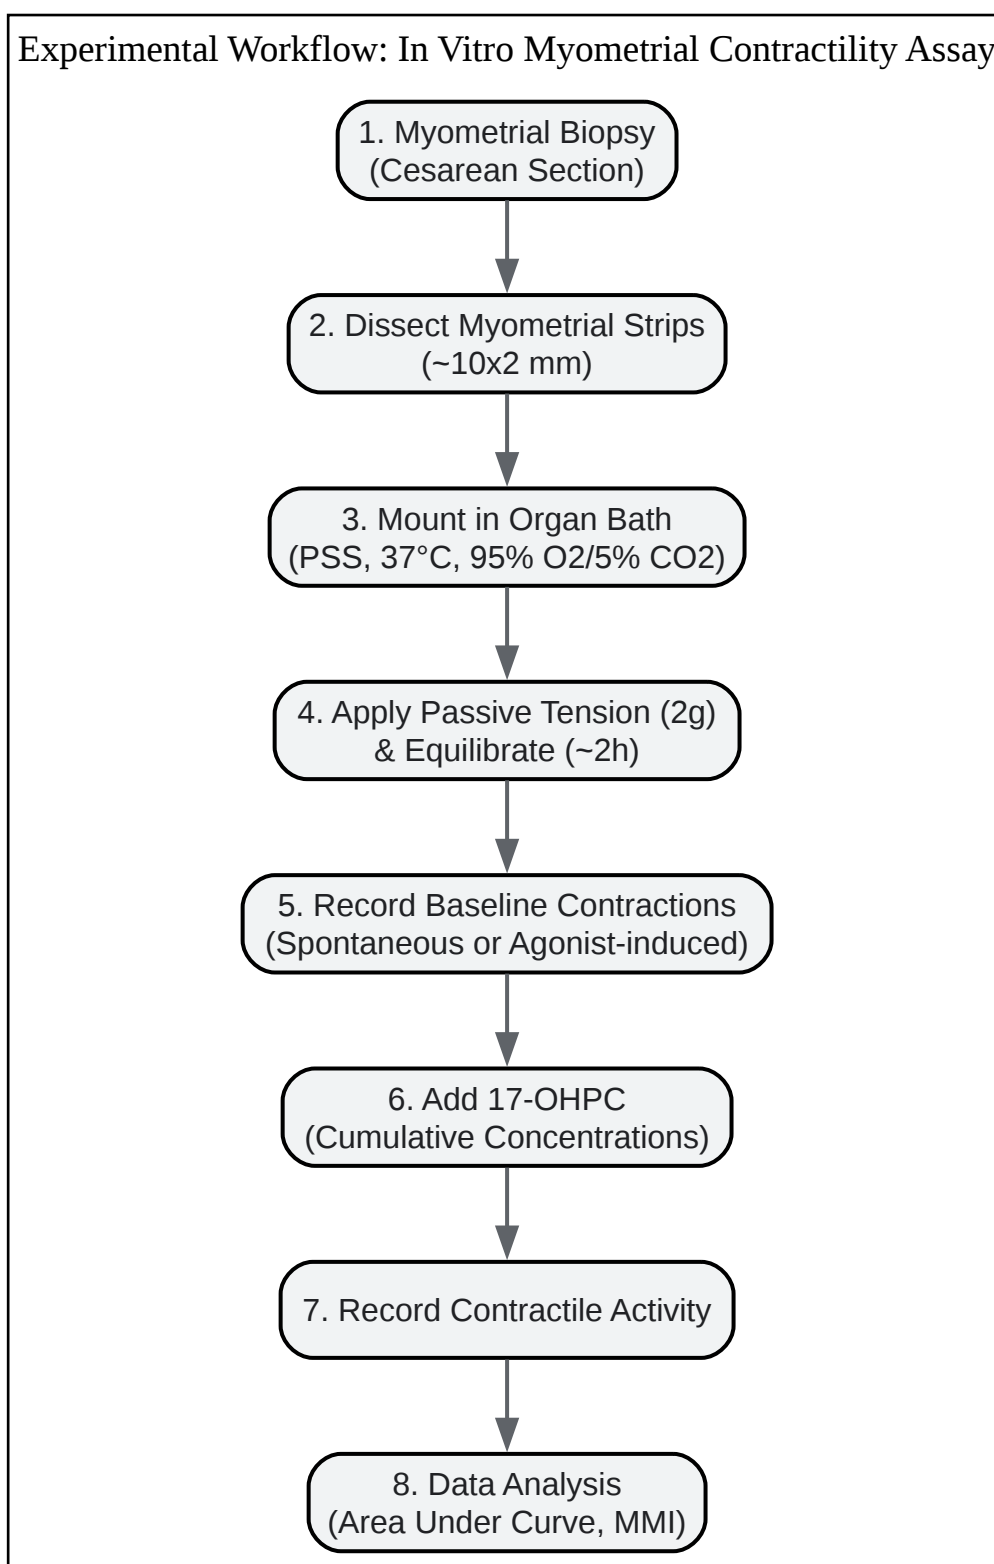 Experimental Workflow: In Vitro Myometrial Contractility Assay
1. Myometrial Biopsy
(Cesarean Section)
2. Dissect Myometrial Strips
(~10x2 mm)
3. Mount in Organ Bath
(PSS, 37°C, 95% O2/5% CO2)
4. Apply Passive Tension (2g)
& Equilibrate (~2h)
5. Record Baseline Contractions
(Spontaneous or Agonist-induced)
6. Add 17-OHPC
(Cumulative Concentrations)
7. Record Contractile Activity
8. Data Analysis
(Area Under Curve, MMI)